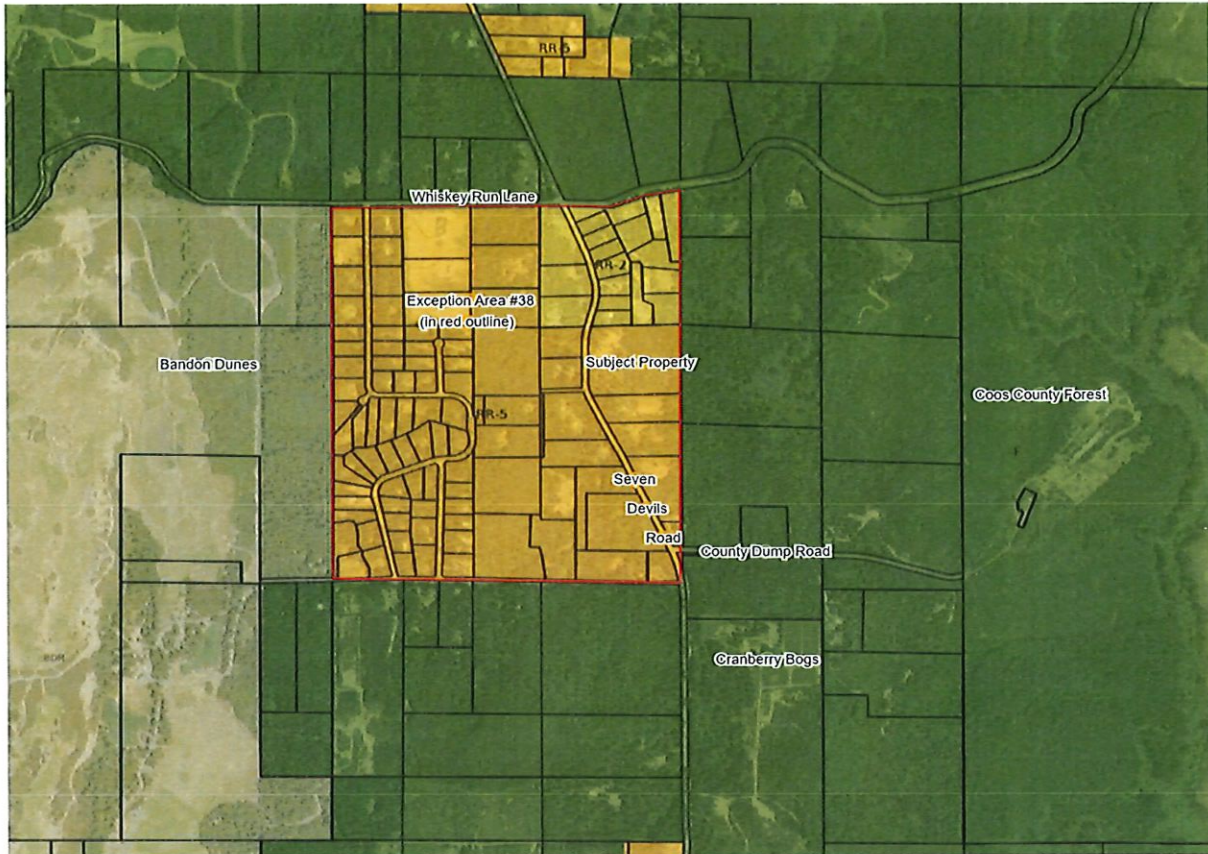 RR-5
Whiskey Run Lane
RR-2
Exception Area #38
(in red outline)
Bandon Dunes
Subject Property
Coos County Forest
RR-5
Seven
Devils
Road
County Dump Road
Cranberry Bogs
BDR